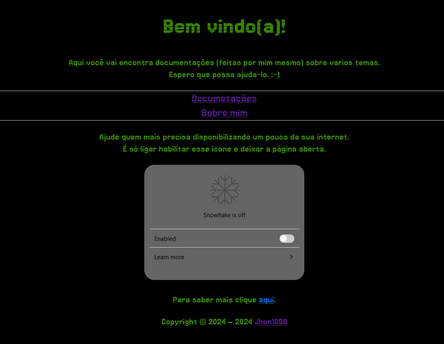 Bem vindo(a)!
Aqui você vai encontra documentações (feitas por mim mesmo) sobre varios temas.
Espero que possa ajuda-lo. ;-)
Documetações
Sobre mim
Ajude quem mais precisa disponibilizando um pouco da sua internet.
É só ligar habilitar esse icone e deixar a página aberta.
Snowflake is off
Enabled
Learn more
Para saber mais clique aqui.
Copyright © 2024 ~ 2024 Jhon1098